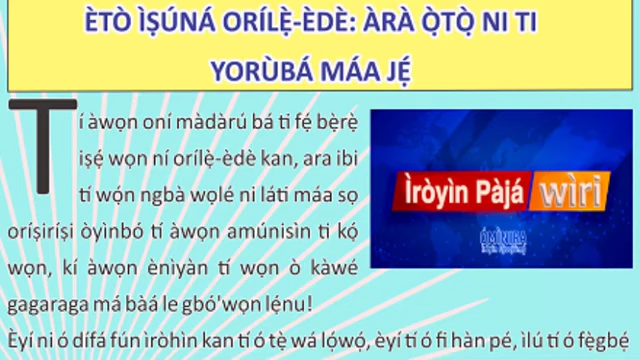 ÈTÒ ÌṢÚNÁ ORÍLẸ̀-ÈDÈ: ÀRÀ Ọ̀TỌ̀ NI TI
YORÙBÁ MÁA JẸ́
Tí àwọn oní màdàrú bá ti fẹ́ bẹ̀rẹ̀
iṣẹ́ wọn ní orílẹ̀-èdè kan, ara ibi
tí wọ́n ngbà wọlé ni láti máa sọ
oríṣiríṣi òyìnbó tí àwọn amúnisìn ti kọ́
wọn, kí àwọn ènìyàn tí wọn ò kàwé
gagaraga má bàá le gbó'wọn lẹ́nu!
Èyí ni ó dífá fún ìròhìn kan tí ó tẹ̀ wá lọ́wọ́, èyí tí ó fi hàn pé, ìlú tí ó fẹ̀gbẹ́
Ìròyìn Pàjá wìrì